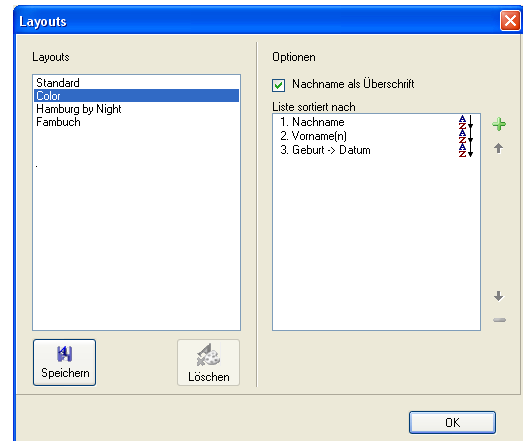 Layouts
Layouts
Standard
Color
Hamburg by Night
Fambuch
.
Speichern
Löschen
Optionen
Nachname als Überschrift
Liste sortiert nach
1. Nachname
2. Vorname(n)
3. Geburt -> Datum
OK